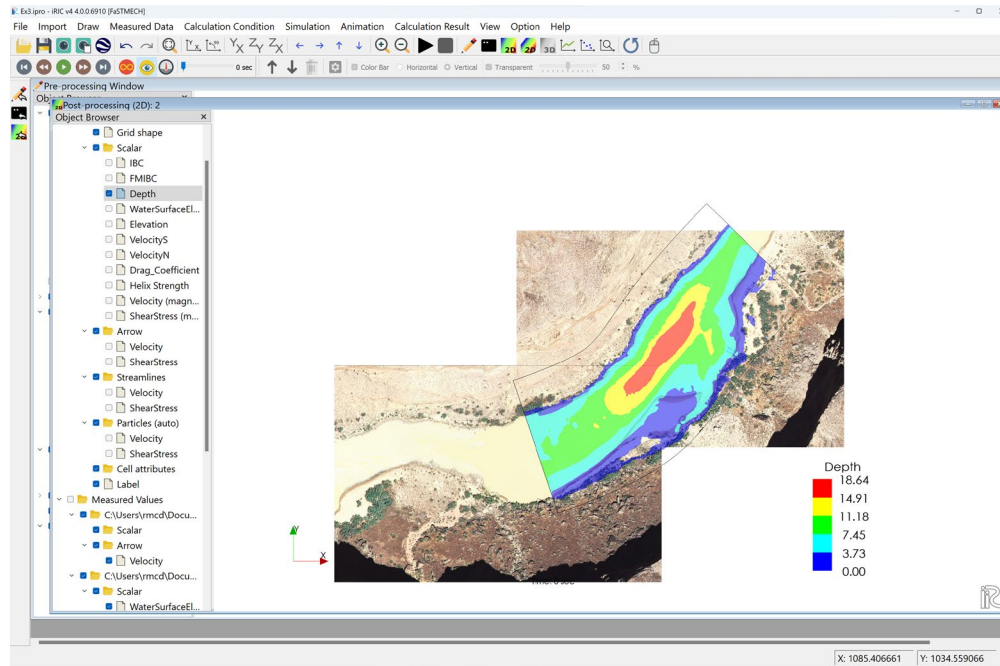 Ex3.ipro - iRIC v4 4.0.0.6910 [FaSTMECH]
File Import Draw Measured Data Calculation Condition Simulation Animation Calculation Result View Option Help
0 sec
Color Bar Horizontal Vertical Transparent 50 %
Pre-processing Window
Post-processing (2D): 2
Object Browser
Grid shape
Scalar
IBC
FMIBC
Depth
WaterSurfaceEl...
Elevation
VelocityS
VelocityN
Drag_Coefficient
Helix Strength
Velocity (magn...
ShearStress (m...
Arrow
Velocity
ShearStress
Streamlines
Velocity
ShearStress
Particles (auto)
Velocity
ShearStress
Cell attributes
Label
Measured Values
C:\Users\rmcd\Docu...
Scalar
Arrow
Velocity
C:\Users\rmcd\Docu...
Scalar
WaterSurfaceEl...
Y
X
Depth
18.64
14.91
11.18
7.45
3.73
0.00
X: 1085.406661 Y: 1034.559066